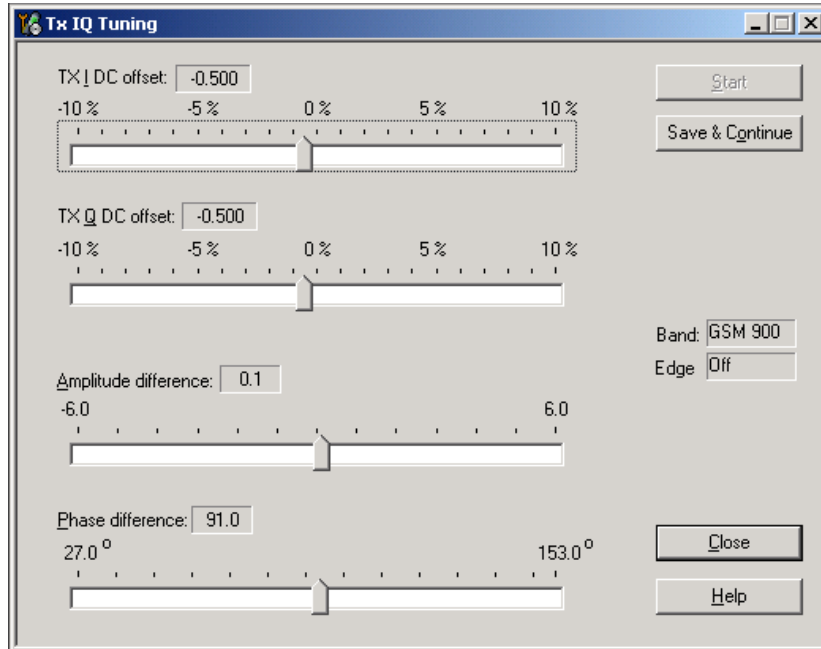 Tx IQ Tuning
TX I DC offset: -0.500
-10 % -5 % 0 % 5 % 10 %
Start
Save & Continue
TX Q DC offset: -0.500
-10 % -5 % 0 % 5 % 10 %
Band: GSM 900
Edge Off
Amplitude difference: 0.1
-6.0 6.0
Phase difference: 91.0
27.0 o 153.0 o
Close
Help